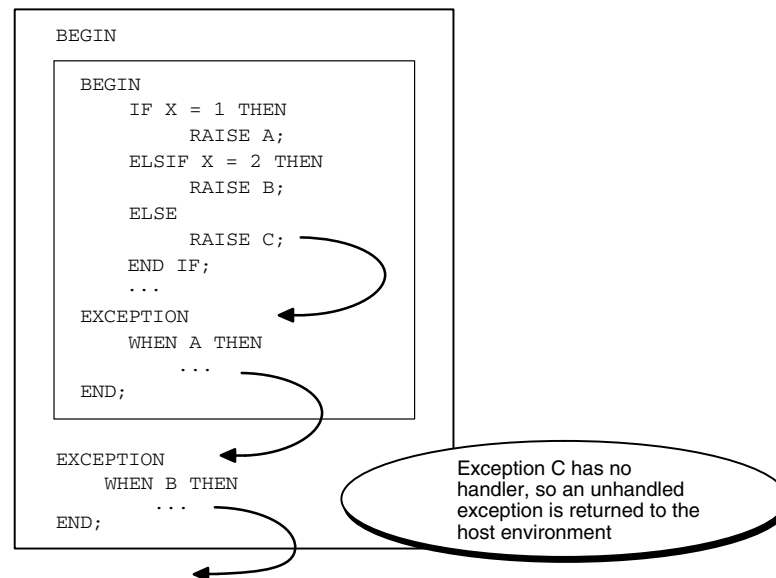 BEGIN
BEGIN
IF X = 1 THEN
RAISE A;
ELSIF X = 2 THEN
RAISE B;
ELSE
RAISE C;
END IF;
...
EXCEPTION
WHEN A THEN
...
END;
EXCEPTION
WHEN B THEN
...
END;
Exception C has no
handler, so an unhandled
exception is returned to the
host environment